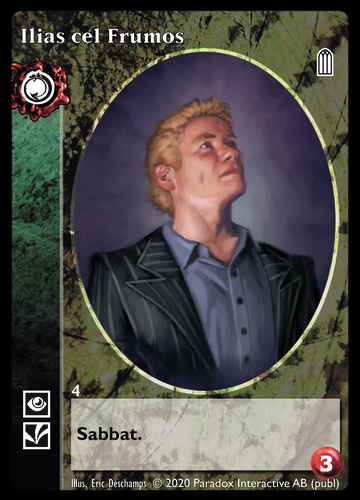 Ilias cel Frumos
4
Sabbat.
3
Illus, Eric Deschamps © 2020 Paradox Interactive AB (publ)